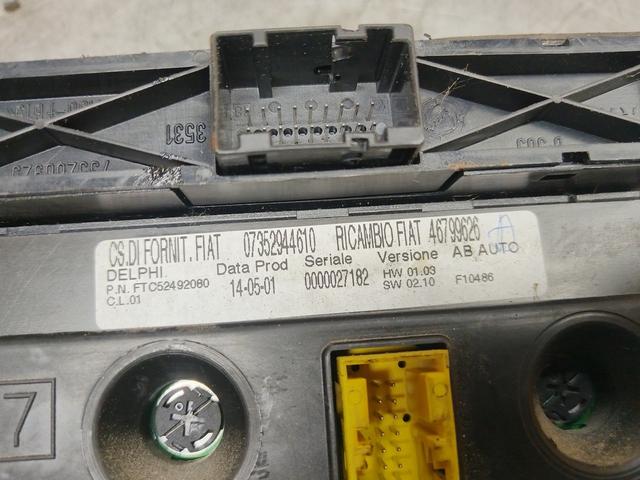 3531
CS.DI FORNIT. FIAT 07352944610 RICAMBIO FIAT 46799626 A
DELPHI Data Prod Seriale Versione AB AUTO
P.N. FTC52492080 14-05-01 0000027182 HW 01.03 F10486
C.L.01 SW 02.10
7